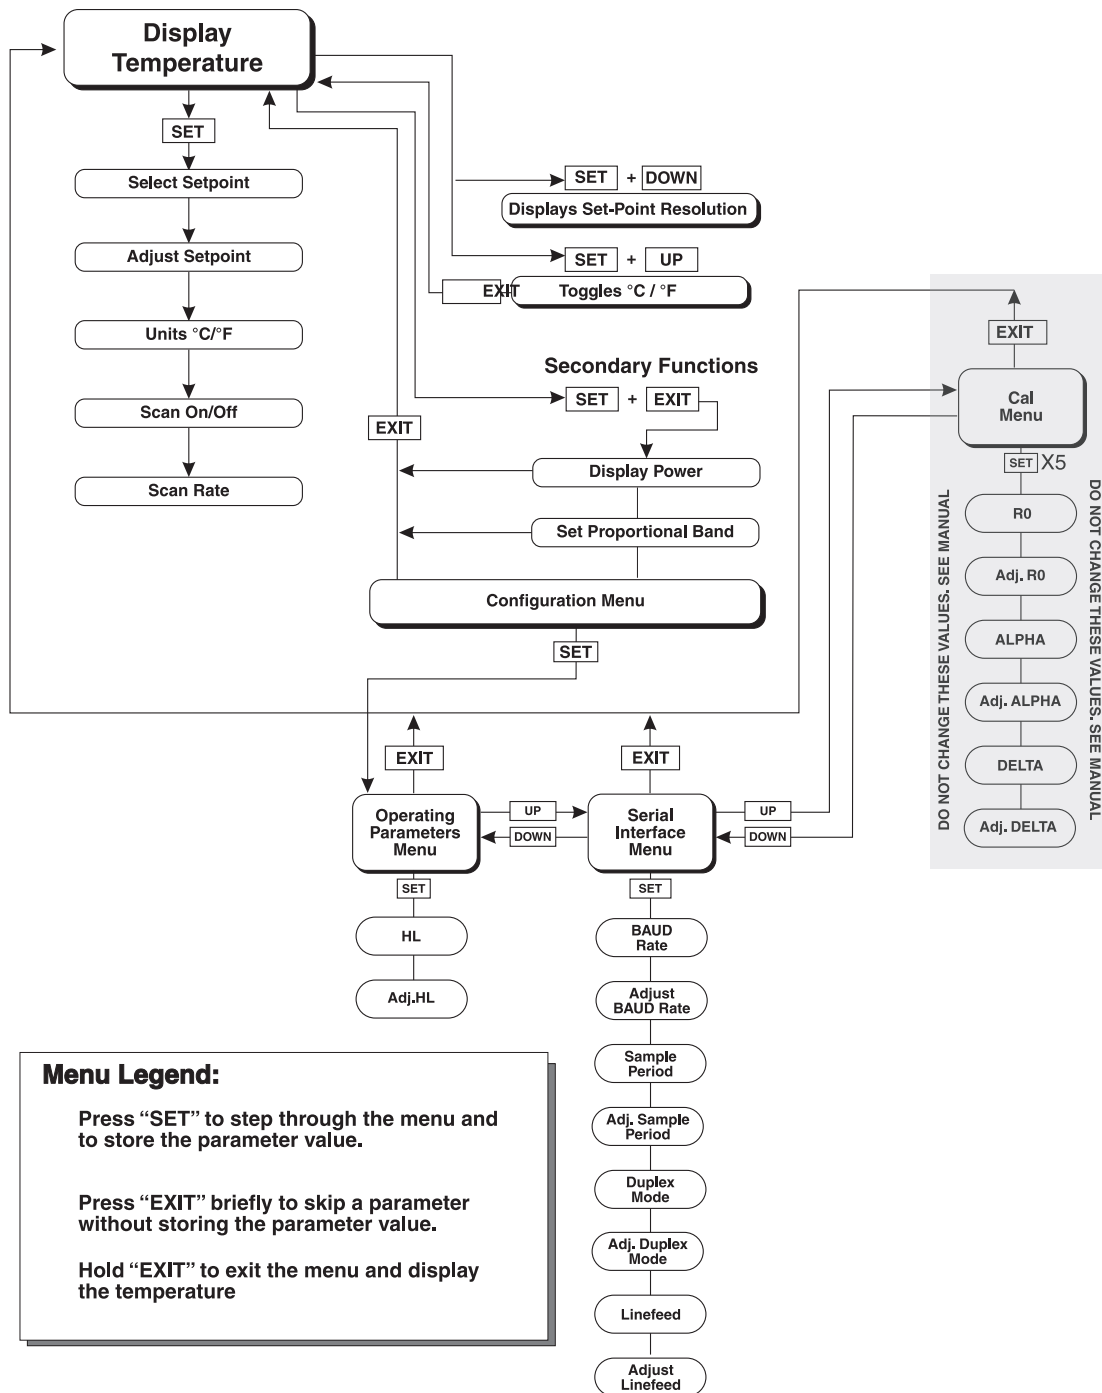 Display
Temperature
SET
Select Setpoint
Adjust Setpoint
Units °C/°F
Scan On/Off
Scan Rate
SET + DOWN
Displays Set-Point Resolution
SET + UP
EXIT
Toggles °C / °F
Secondary Functions
SET + EXIT
EXIT
Display Power
Set Proportional Band
Configuration Menu
SET
EXIT
Operating
Parameters
Menu
SET
HL
Adj.HL
UP
DOWN
EXIT
Serial
Interface
Menu
SET
BAUD
Rate
Adjust
BAUD Rate
Sample
Period
Adj. Sample
Period
Duplex
Mode
Adj. Duplex
Mode
Linefeed
Adjust
Linefeed
UP
DOWN
EXIT
Cal
Menu
SET X5
R0
Adj. R0
ALPHA
Adj. ALPHA
DELTA
Adj. DELTA
DO NOT CHANGE THESE VALUES. SEE MANUAL
DO NOT CHANGE THESE VALUES. SEE MANUAL
Menu Legend:
Press “SET” to step through the menu and
to store the parameter value.
Press “EXIT” briefly to skip a parameter
without storing the parameter value.
Hold “EXIT” to exit the menu and display
the temperature